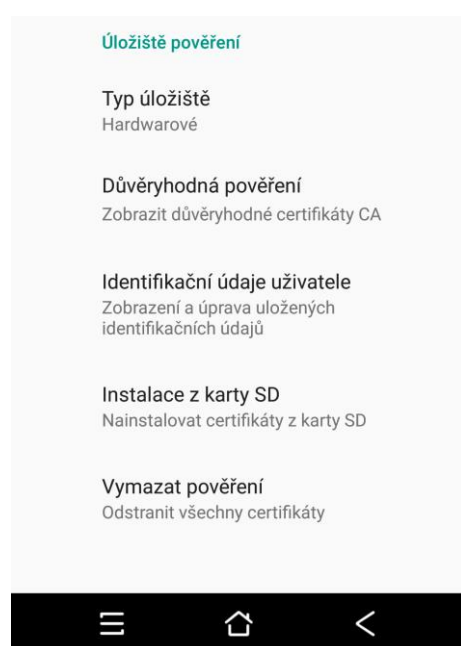 Úložiště pověření
Typ úložiště
Hardwarové
Důvěryhodná pověření
Zobrazit důvěryhodné certifikáty CA
Identifikační údaje uživatele
Zobrazení a úprava uložených
identifikačních údajů
Instalace z karty SD
Nainstalovat certifikáty z karty SD
Vymazat pověření
Odstranit všechny certifikáty